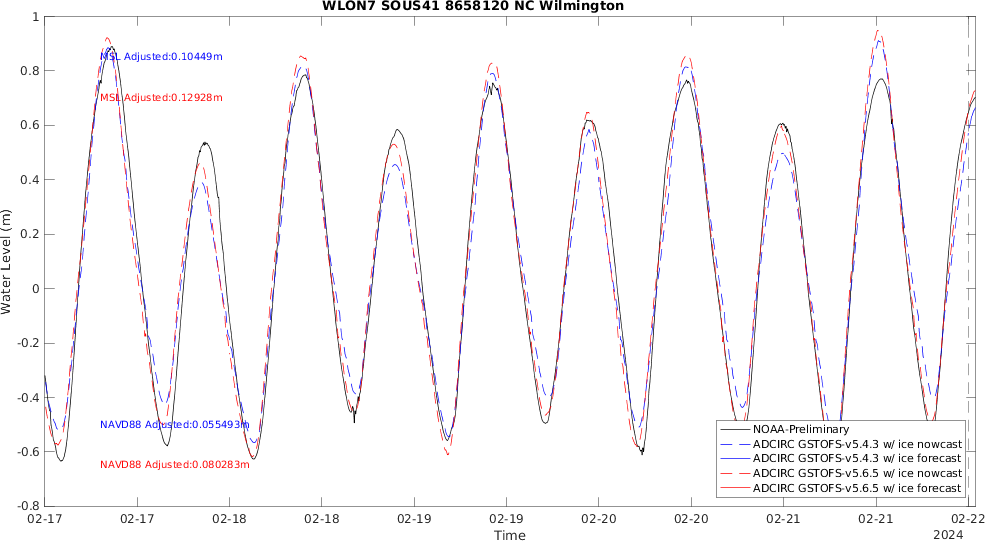 WLON7 SOUS41 8658120 NC Wilmington
1
0.8
0.6
0.4
0.2
0
-0.2
-0.4
-0.6
-0.8
Water Level (m)
MSL Adjusted:0.10449m
MSL Adjusted:0.12928m
NAVD88 Adjusted:0.055493m
NAVD88 Adjusted:0.080283m
NOAA-Preliminary
ADCIRC GSTOFS-v5.4.3 w/ ice nowcast
ADCIRC GSTOFS-v5.4.3 w/ ice forecast
ADCIRC GSTOFS-v5.6.5 w/ ice nowcast
ADCIRC GSTOFS-v5.6.5 w/ ice forecast
02-17 02-17 02-18 02-18 02-19 02-19 02-20 02-20 02-21 02-21 02-22
Time
2024